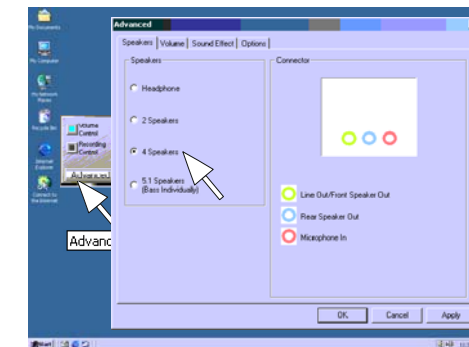 My Documents
My Computer
My Network
Places
Recycle Bin
Internet
Explorer
Connect to
the Internet
Volume
Control
Recording
Control
Advanced
Advanc
Advanced
Speakers
Volume
Sound Effect
Options
Speakers
Headphone
2 Speakers
4 Speakers
5.1 Speakers
(Bass Individually)
Connector
Line Out/Front Speaker Out
Rear Speaker Out
Microphone In
OK
Cancel
Apply
Start